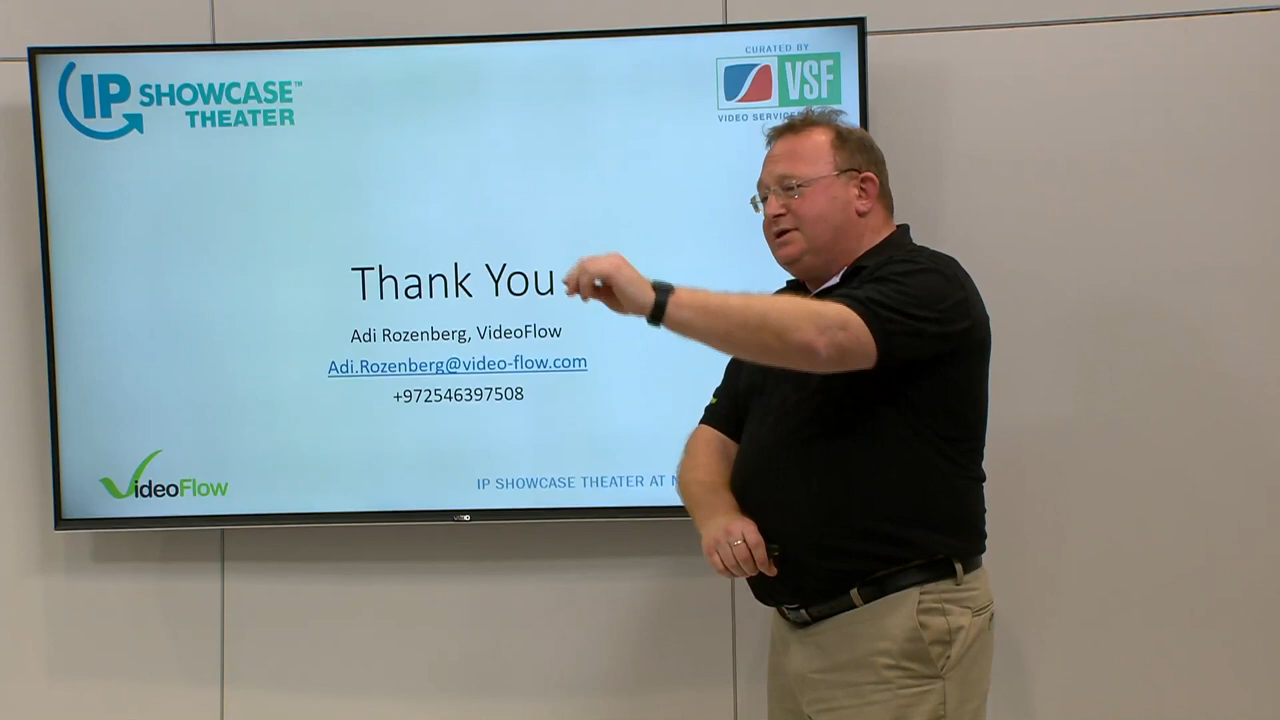 IP SHOWCASE™
THEATER
CURATED BY
VSF
VIDEO SERVICE
Thank You
Adi Rozenberg, VideoFlow
Adi.Rozenberg@video-flow.com
+972546397508
VideoFlow
IP SHOWCASE THEATER AT
VIZIO